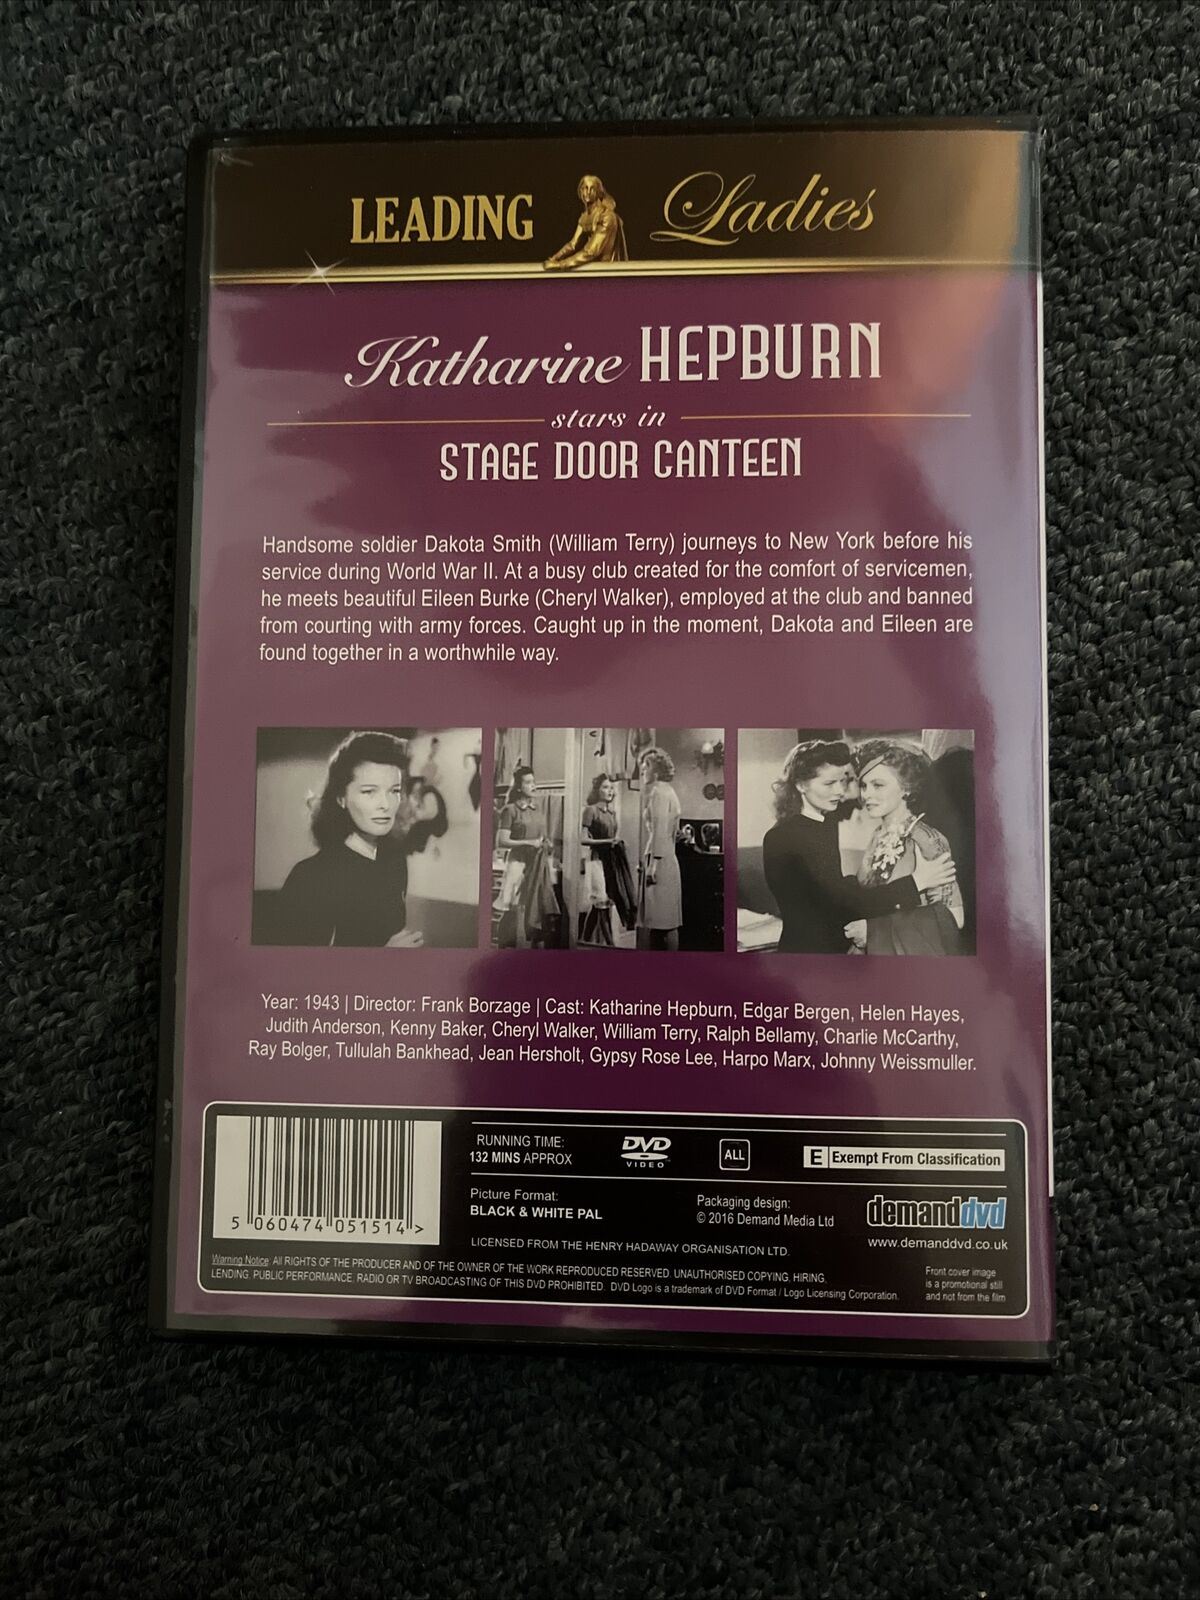 LEADING Ladies
Katharine HEPBURN
stars in
STAGE DOOR CANTEEN
Handsome soldier Dakota Smith (William Terry) journeys to New York before his
service during World War II. At a busy club created for the comfort of servicemen,
he meets beautiful Eileen Burke (Cheryl Walker), employed at the club and banned
from courting with army forces. Caught up in the moment, Dakota and Eileen are
found together in a worthwhile way.
Year: 1943 | Director: Frank Borzage | Cast: Katharine Hepburn, Edgar Bergen, Helen Hayes,
Judith Anderson, Kenny Baker, Cheryl Walker, William Terry, Ralph Bellamy, Charlie McCarthy,
Ray Bolger, Tullulah Bankhead, Jean Hersholt, Gypsy Rose Lee, Harpo Marx, Johnny Weissmuller.
5 060474 051514 >
RUNNING TIME:
132 MINS APPROX
DVD
VIDEO
ALL
E Exempt From Classification
Picture Format:
BLACK & WHITE PAL
Packaging design:
© 2016 Demand Media Ltd
demanddvd
www.demanddvd.co.uk
LICENSED FROM THE HENRY HADAWAY ORGANISATION LTD.
Warning Notice: All RIGHTS OF THE PRODUCER AND OF THE OWNER OF THE WORK REPRODUCED RESERVED. UNAUTHORISED COPYING, HIRING,
LENDING, PUBLIC PERFORMANCE, RADIO OR TV BROADCASTING OF THIS DVD PROHIBITED. DVD Logo is a trademark of DVD Format / Logo Licensing Corporation.
Front cover image
is a promotional still
and not from the film